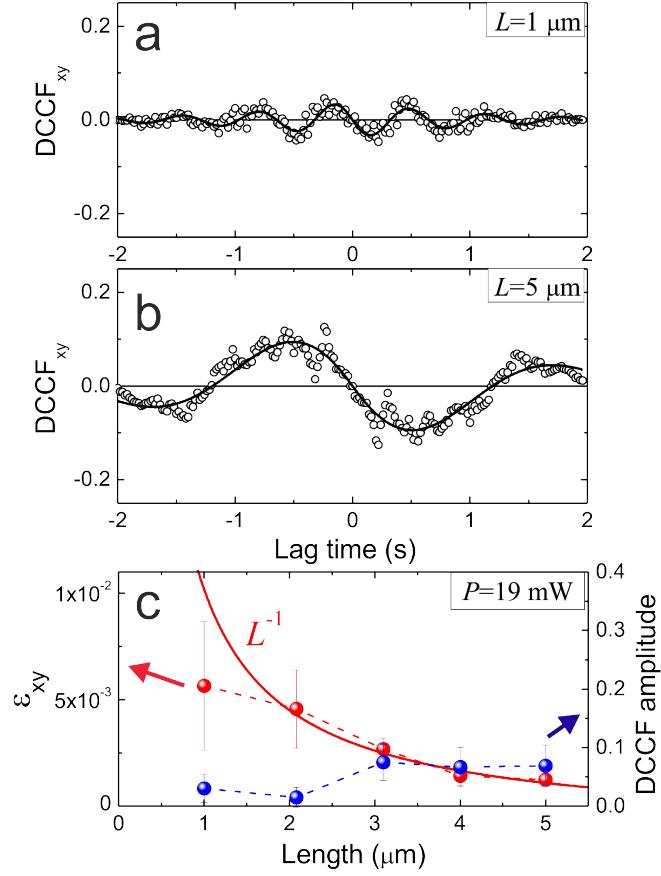 a
L=1 μm
DCCFxy
0.2
0.0
-0.2
-2 -1 0 1 2
b
L=5 μm
DCCFxy
0.2
0.0
-0.2
-2 -1 0 1 2
Lag time (s)
c
P=19 mW
L⁻¹
εxy
1x10⁻²
5x10⁻³
0
DCCF amplitude
0.4
0.3
0.2
0.1
0.0
0 1 2 3 4 5
Length (μm)